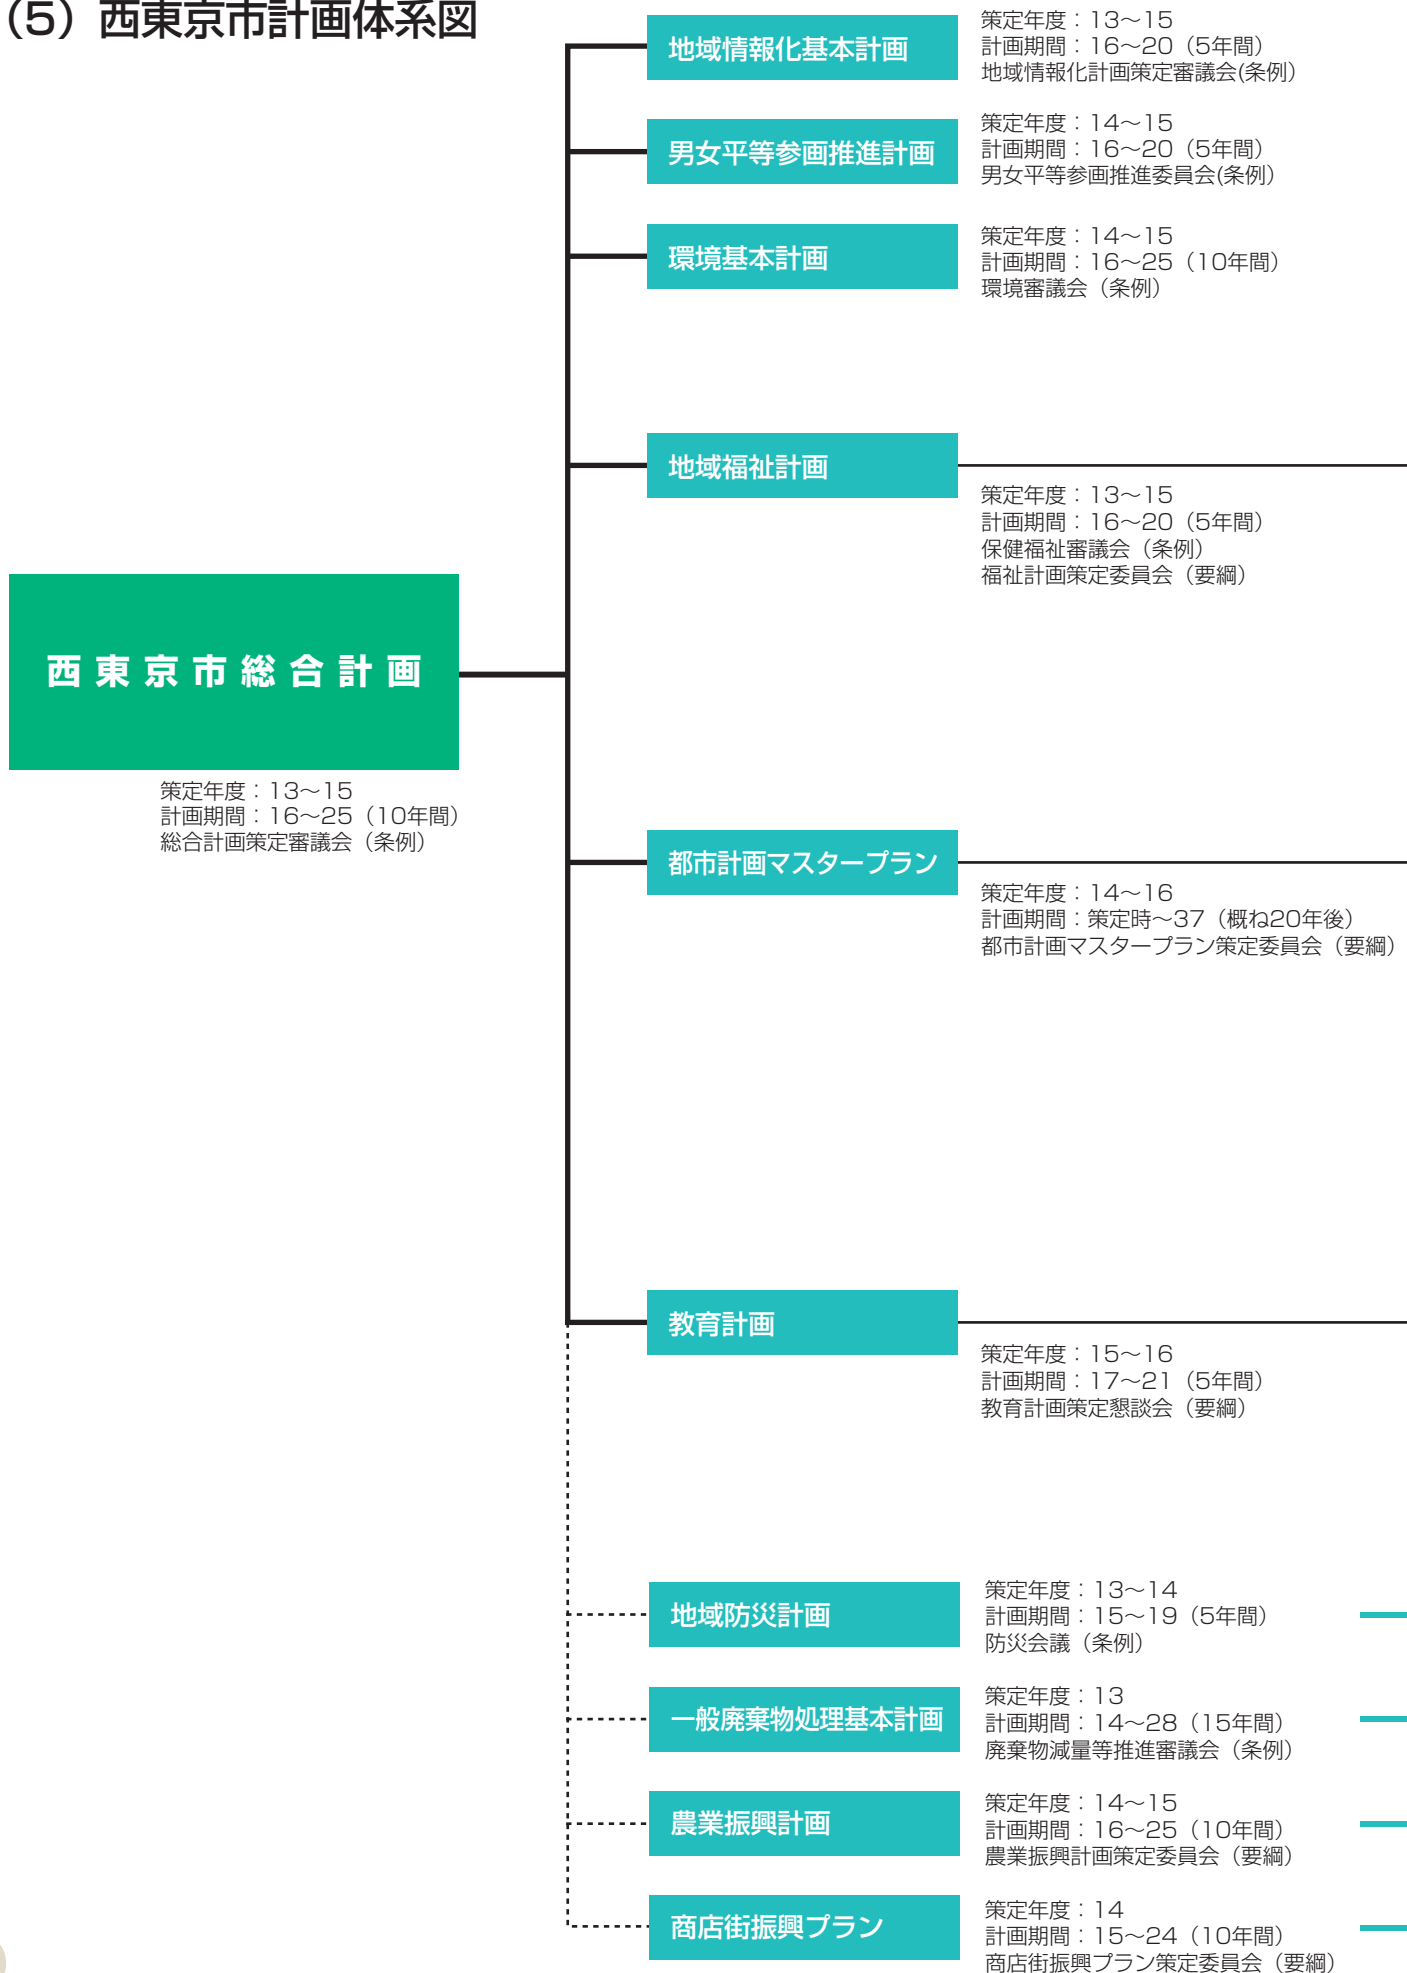 （5）西東京市計画体系図
地域情報化基本計画
策定年度：13～15
計画期間：16～20（5年間）
地域情報化計画策定審議会(条例）
男女平等参画推進計画
策定年度：14～15
計画期間：16～20（5年間）
男女平等参画推進委員会(条例）
環境基本計画
策定年度：14～15
計画期間：16～25（10年間）
環境審議会（条例）
地域福祉計画
策定年度：13～15
計画期間：16～20（5年間）
保健福祉審議会（条例）
福祉計画策定委員会（要綱）
西東京市総合計画
策定年度：13～15
計画期間：16～25（10年間）
総合計画策定審議会（条例）
都市計画マスタープラン
策定年度：14～16
計画期間：策定時～37（概ね20年後）
都市計画マスタープラン策定委員会（要綱）
教育計画
策定年度：15～16
計画期間：17～21（5年間）
教育計画策定懇談会（要綱）
地域防災計画
策定年度：13～14
計画期間：15～19（5年間）
防災会議（条例）
一般廃棄物処理基本計画
策定年度：13
計画期間：14～28（15年間）
廃棄物減量等推進審議会（条例）
農業振興計画
策定年度：14～15
計画期間：16～25（10年間）
農業振興計画策定委員会（要綱）
商店街振興プラン
策定年度：14
計画期間：15～24（10年間）
商店街振興プラン策定委員会（要綱）